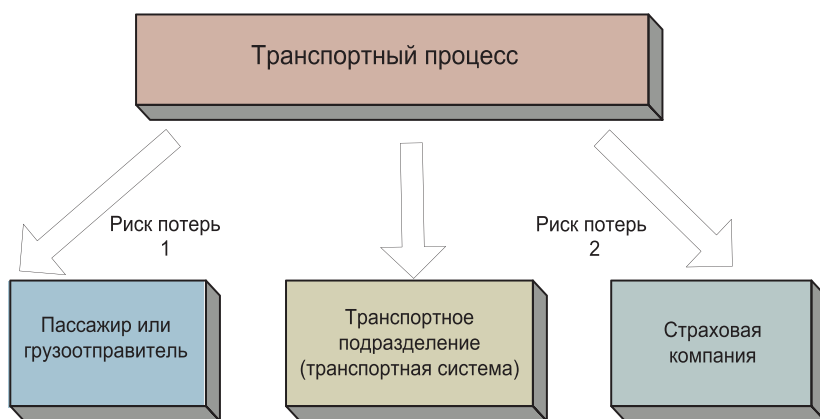 Транспортный процесс
Риск потерь
1
Риск потерь
2
Пассажир или
грузоотправитель
Транспортное
подразделение
(транспортная система)
Страховая
компания